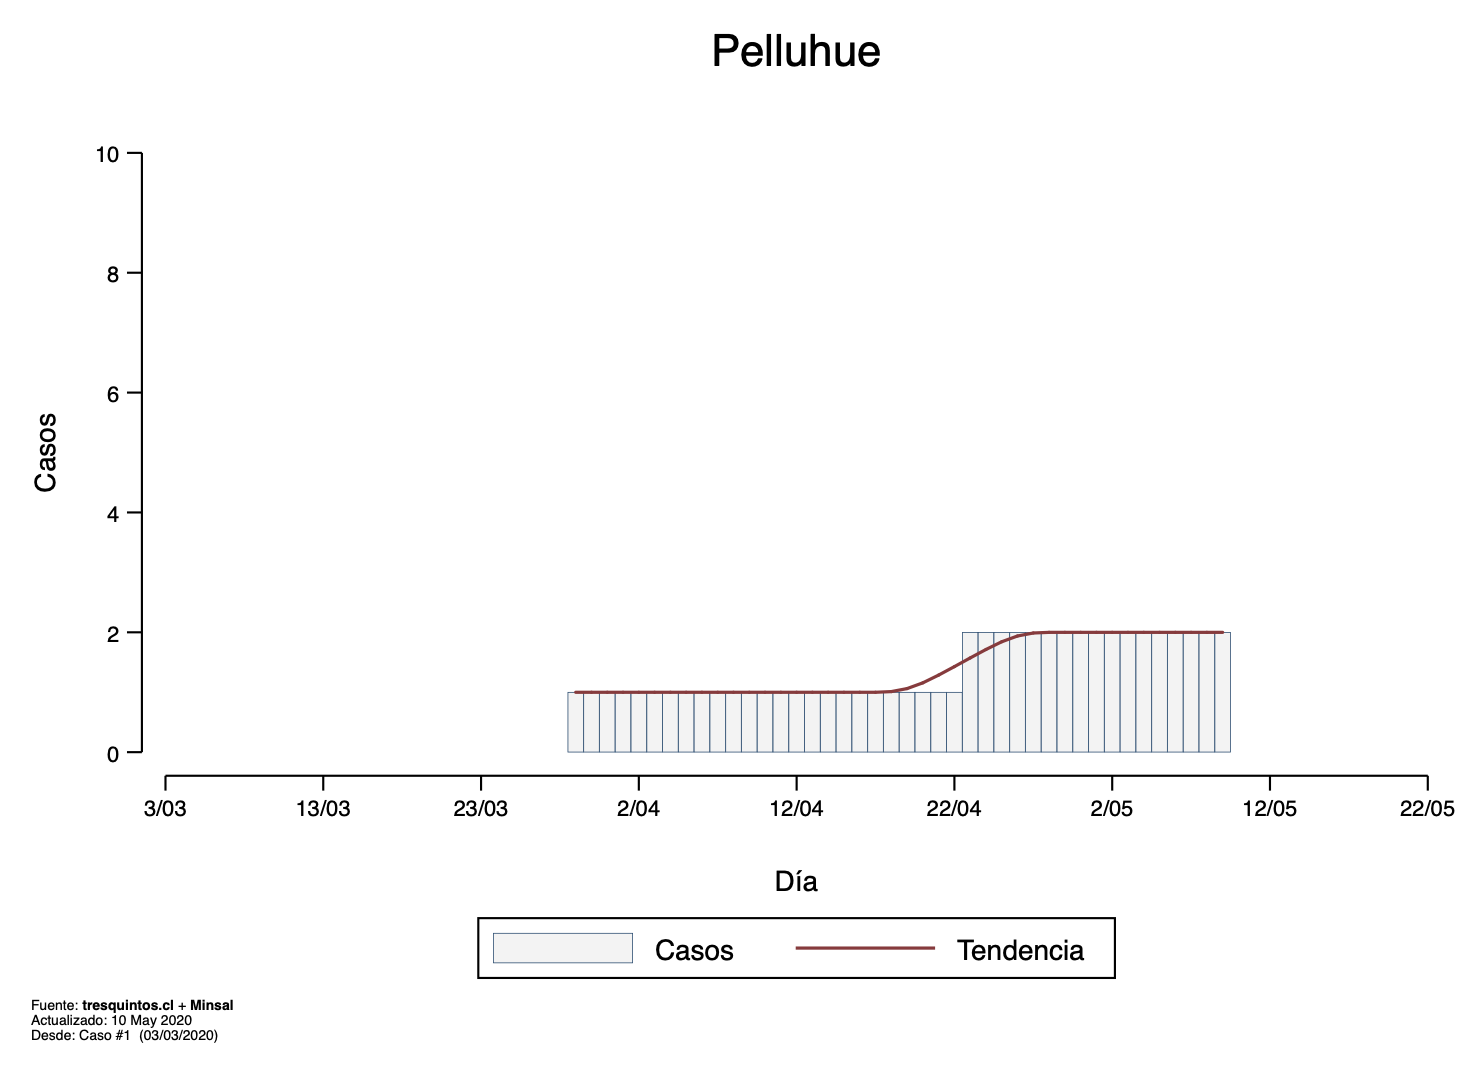 Pelluhue
10
8
6
4
2
0
Casos
3/03 13/03 23/03 2/04 12/04 22/04 2/05 12/05 22/05
Día
Casos Tendencia
Fuente: tresquintos.cl + Minsal
Actualizado: 10 May 2020
Desde: Caso #1 (03/03/2020)